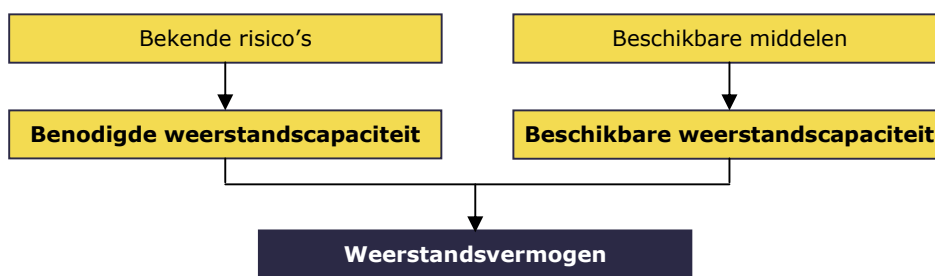 Bekende risico's
Beschikbare middelen
Benodigde weerstandscapaciteit
Beschikbare weerstandscapaciteit
Weerstandsvermogen